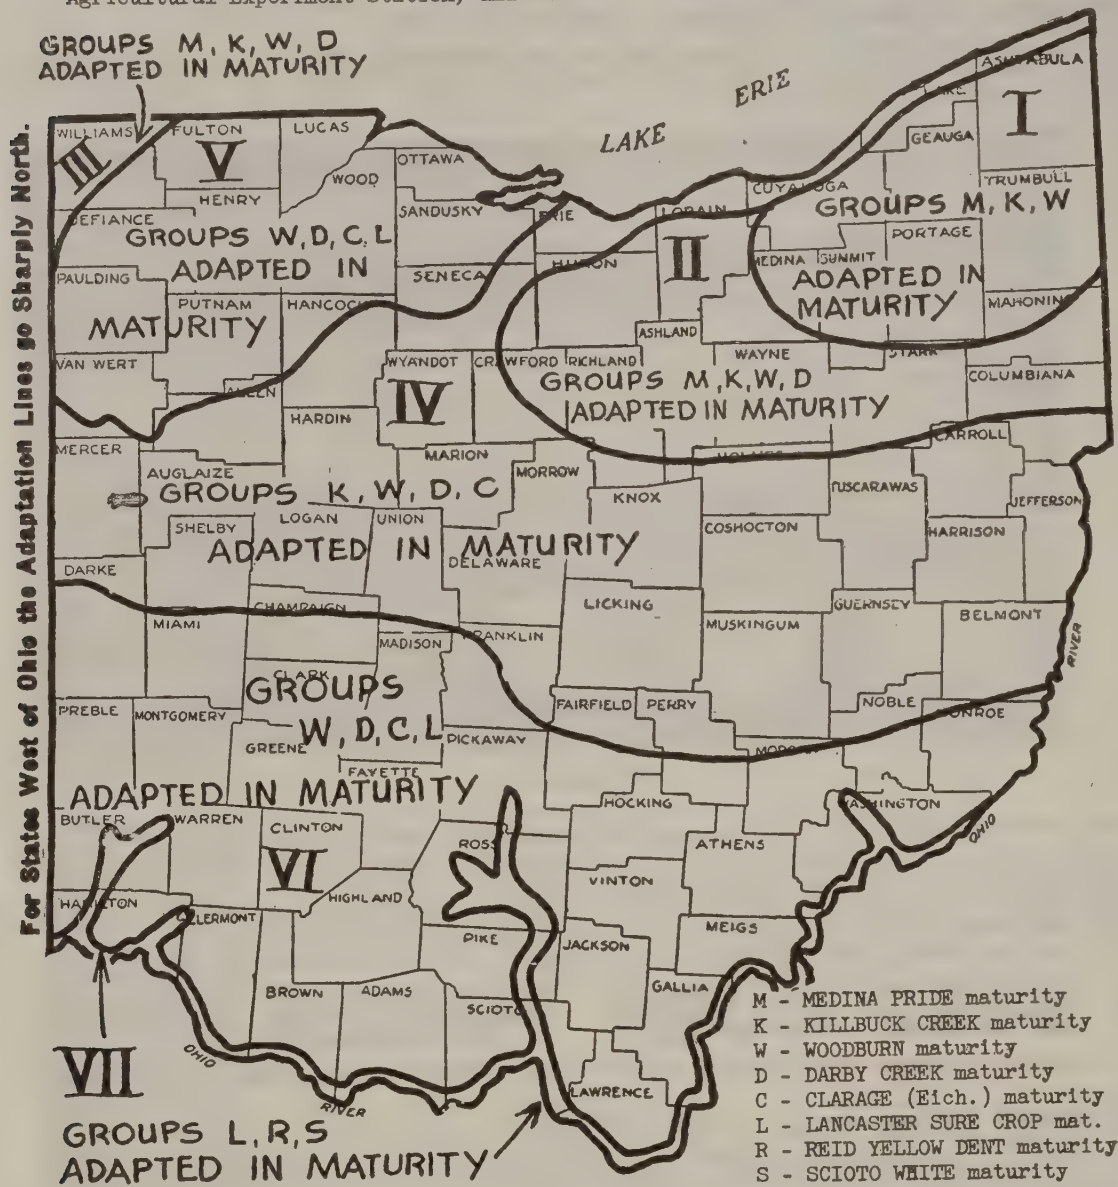 Agricultural Experiment Station,
GROUPS M, K, W, D
ADAPTED IN MATURITY
For States West of Ohio the Adaptation Lines go Sharply North.
LAKE ERIE
WILLIAMS
FULTON
LUCAS
OTTAWA
WOOD
III
V
HENRY
DEFIANCE
SANDUSKY
ERIE
LORAIN
CUYAHOGA
LAKE
GEAUGA
ASHTABULA
I
TRUMBULL
GROUPS M, K, W
ADAPTED IN
MATURITY
PORTAGE
SUMMIT
MEDINA
MAHONING
GROUPS W, D, C, L
ADAPTED IN
MATURITY
PAULDING
PUTNAM
HANCOCK
SENECA
HURON
II
ASHLAND
WAYNE
STARK
COLUMBIANA
VAN WERT
ALLEN
WYANDOT
CRAWFORD
RICHLAND
GROUPS M, K, W, D
ADAPTED IN MATURITY
IV
HARDIN
MERCER
AUGLAIZE
MARION
MORROW
HOLMES
CARROLL
TUSCARAWAS
JEFFERSON
GROUPS K, W, D, C
ADAPTED IN MATURITY
KNOX
COSHOCTON
HARRISON
SHELBY
LOGAN
UNION
DELAWARE
DARKE
CHAMPAIGN
LICKING
GUERNSEY
BELMONT
MIAMI
MADISON
FRANKLIN
MUSKINGUM
RIVER
CLARK
GROUPS
W, D, C, L
ADAPTED IN MATURITY
PREBLE
MONTGOMERY
GREENE
PICKAWAY
FAIRFIELD
PERRY
NOBLE
MONROE
MORGAN
FAYETTE
HOCKING
WASHINGTON
OHIO
BUTLER
WARREN
CLINTON
ROSS
ATHENS
VI
VINTON
HAMILTON
CLERMONT
HIGHLAND
PIKE
JACKSON
MEIGS
BROWN
ADAMS
SCIOTO
GALLIA
LAWRENCE
OHIO
RIVER
VII
GROUPS L, R, S
ADAPTED IN MATURITY
M - MEDINA PRIDE maturity
K - KILLBUCK CREEK maturity
W - WOODBURN maturity
D - DARBY CREEK maturity
C - CLARAGE (Eich.) maturity
L - LANCASTER SURE CROP mat.
R - REID YELLOW DENT maturity
S - SCIOTO WHITE maturity